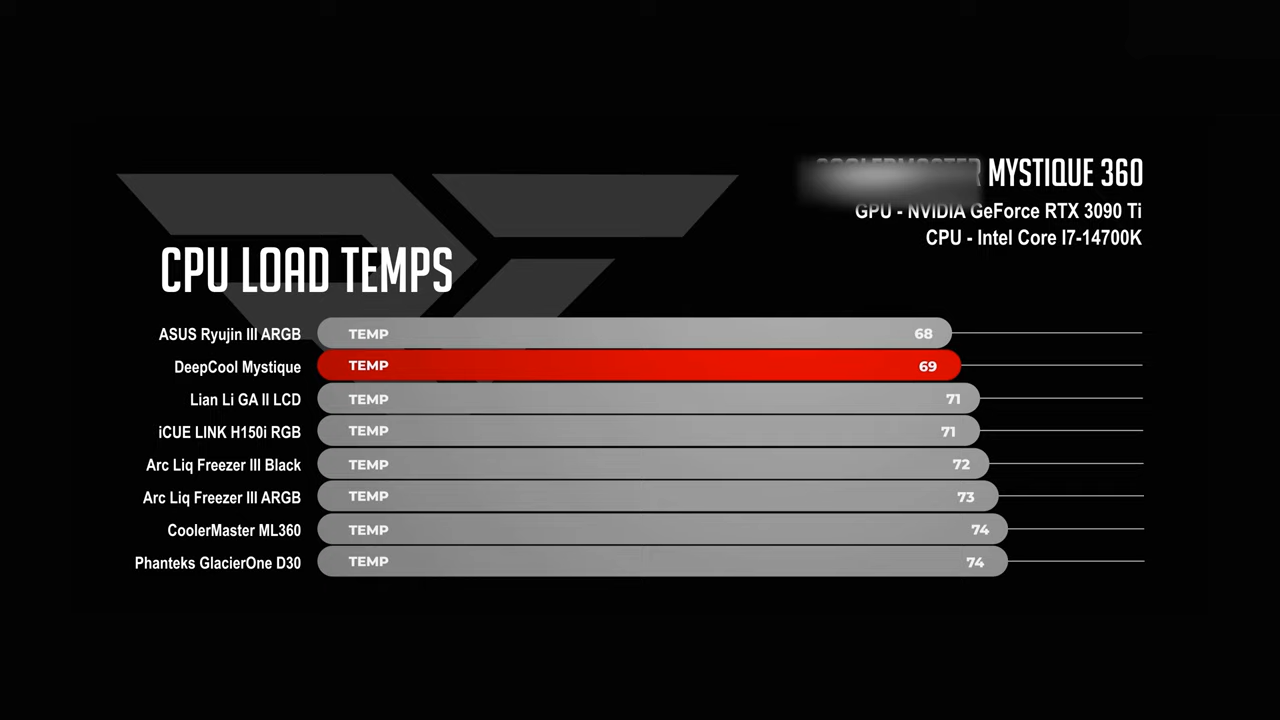 MYSTIQUE 360
GPU - NVIDIA GeForce RTX 3090 Ti
CPU - Intel Core I7-14700K
CPU LOAD TEMPS
ASUS Ryujin III ARGB TEMP 68
DeepCool Mystique TEMP 69
Lian Li GA II LCD TEMP 71
iCUE LINK H150i RGB TEMP 71
Arc Liq Freezer III Black TEMP 72
Arc Liq Freezer III ARGB TEMP 73
CoolerMaster ML360 TEMP 74
Phanteks GlacierOne D30 TEMP 74